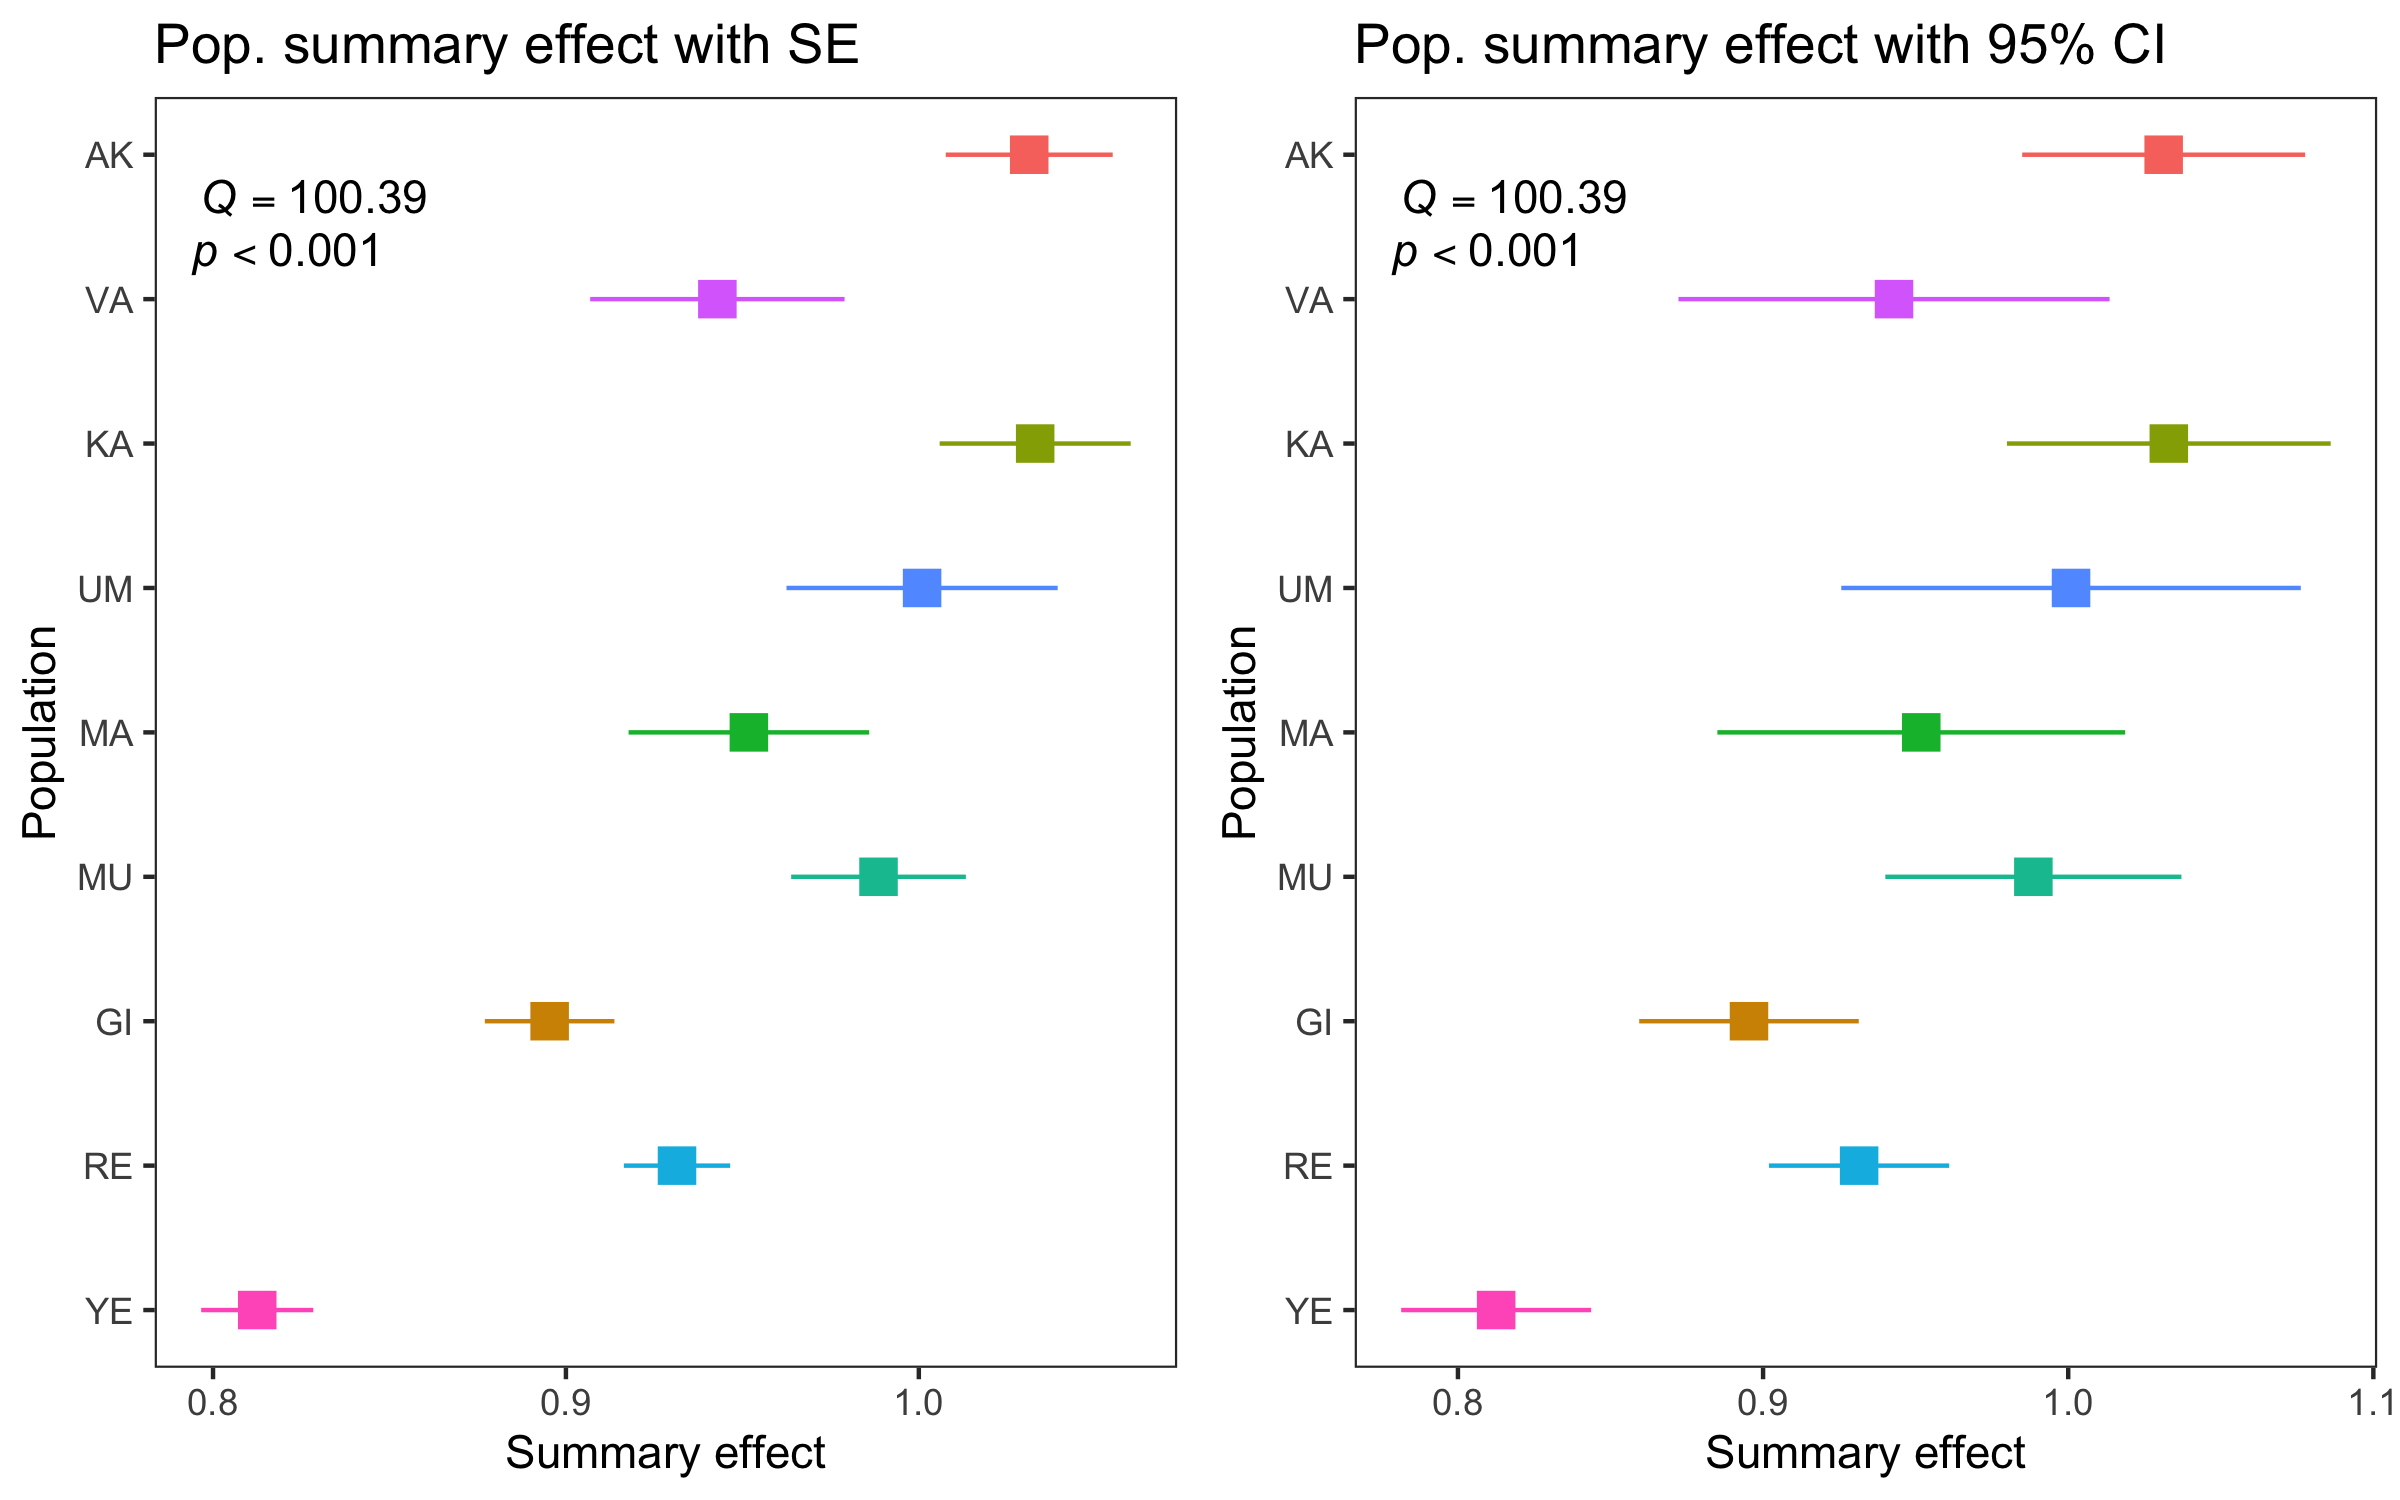 Pop. summary effect with SE
Q = 100.39
p < 0.001
AK
VA
KA
UM
MA
MU
GI
RE
YE
Population
0.8 0.9 1.0
Summary effect
Pop. summary effect with 95% CI
Q = 100.39
p < 0.001
AK
VA
KA
UM
MA
MU
GI
RE
YE
Population
0.8 0.9 1.0 1.1
Summary effect